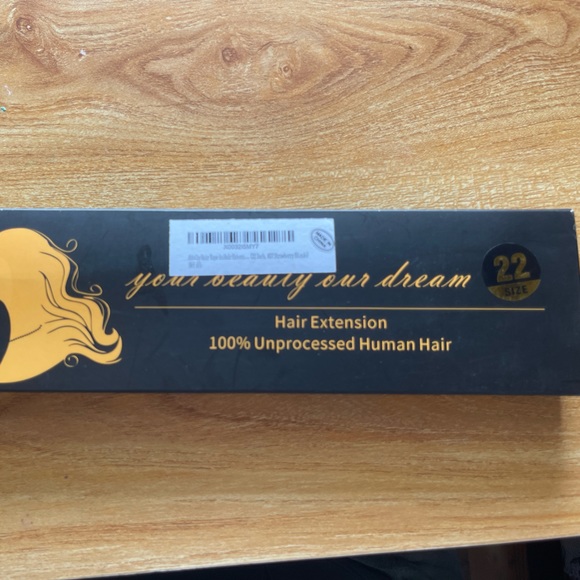 your beauty our dream
22
SIZE
Hair Extension
100% Unprocessed Human Hair